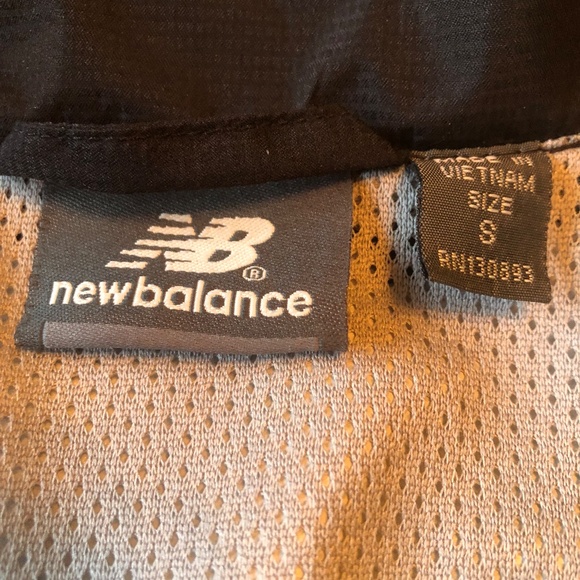 NB
newbalance®
MADE IN
VIETNAM
SIZE
S
RN130893